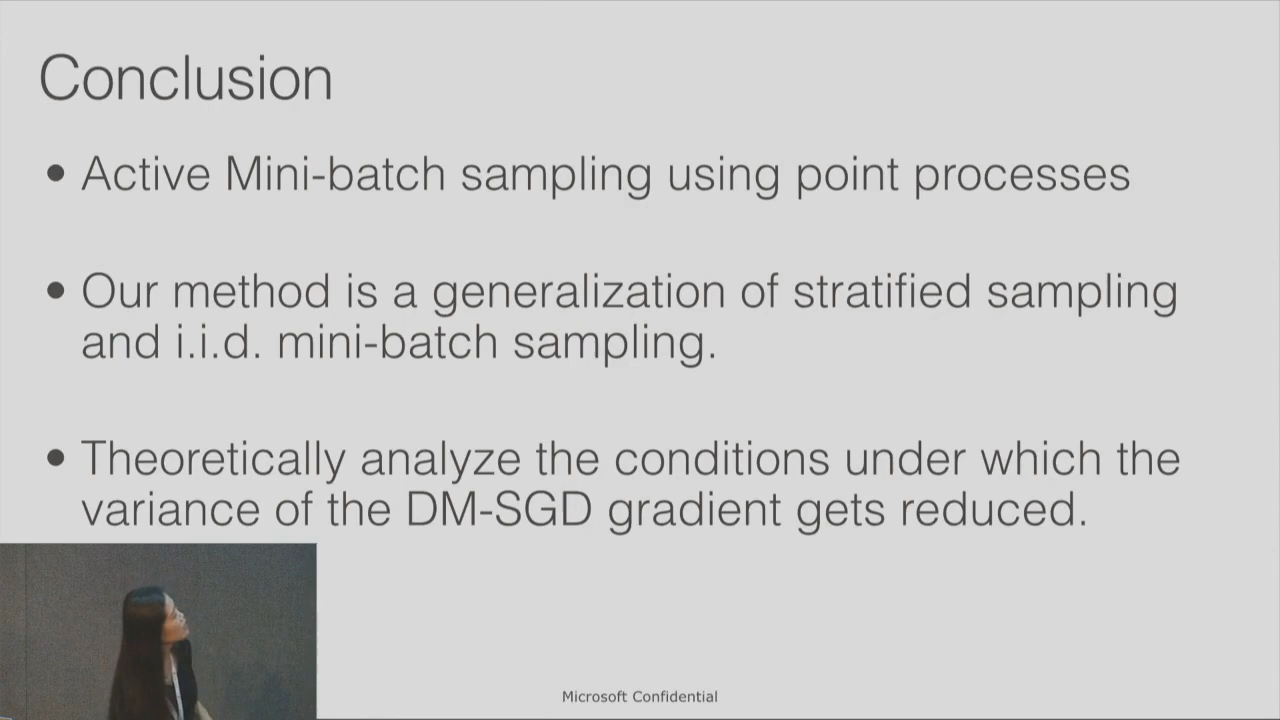 Conclusion
• Active Mini-batch sampling using point processes
• Our method is a generalization of stratified sampling
and i.i.d. mini-batch sampling.
• Theoretically analyze the conditions under which the
variance of the DM-SGD gradient gets reduced.
Microsoft Confidential